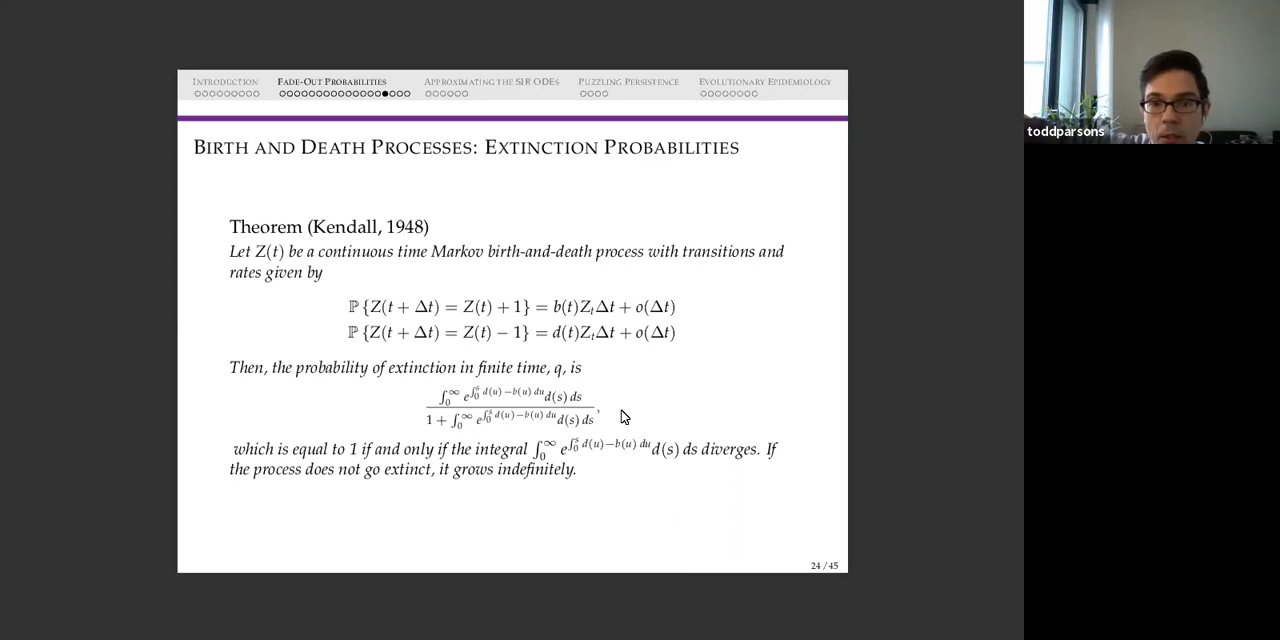 INTRODUCTION FADE-OUT PROBABILITIES APPROXIMATING THE SIR ODES PUZZLING PERSISTENCE EVOLUTIONARY EPIDEMIOLOGY
toddparsons
BIRTH AND DEATH PROCESSES: EXTINCTION PROBABILITIES
Theorem (Kendall, 1948)
Let Z(t) be a continuous time Markov birth-and-death process with transitions and
rates given by
ℙ {Z(t + Δt) = Z(t) + 1} = b(t)Z_tΔt + o(Δt)
ℙ {Z(t + Δt) = Z(t) − 1} = d(t)Z_tΔt + o(Δt)
Then, the probability of extinction in finite time, q, is
∫_0^∞ e^{∫_0^s d(u)−b(u) du} d(s) ds
1 + ∫_0^∞ e^{∫_0^s d(u)−b(u) du} d(s) ds ,
which is equal to 1 if and only if the integral ∫_0^∞ e^{∫_0^s d(u)−b(u) du} d(s) ds diverges. If
the process does not go extinct, it grows indefinitely.
24 / 45